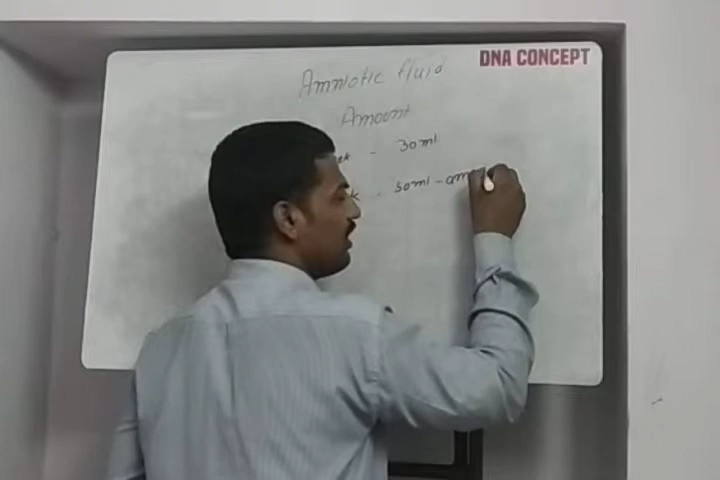 DNA CONCEPT
Amniotic fluid
Amount
- 30ml
- 50ml -